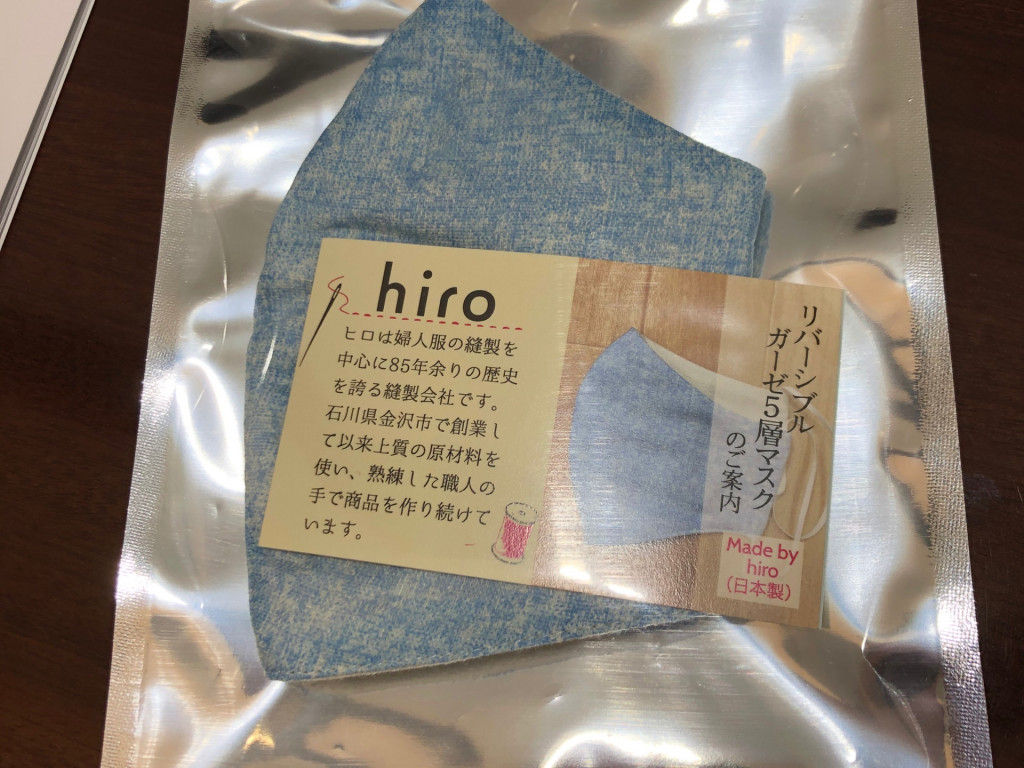 hiro
ヒロは婦人服の縫製を
中心に85年余りの歴史
を誇る縫製会社です。
石川県金沢市で創業し
て以来上質の原材料を
使い、熟練した職人の
手で商品を作り続けて
います。
リバーシブル
ガーゼ5層マスク
のご案内
Made by
hiro
(日本製)